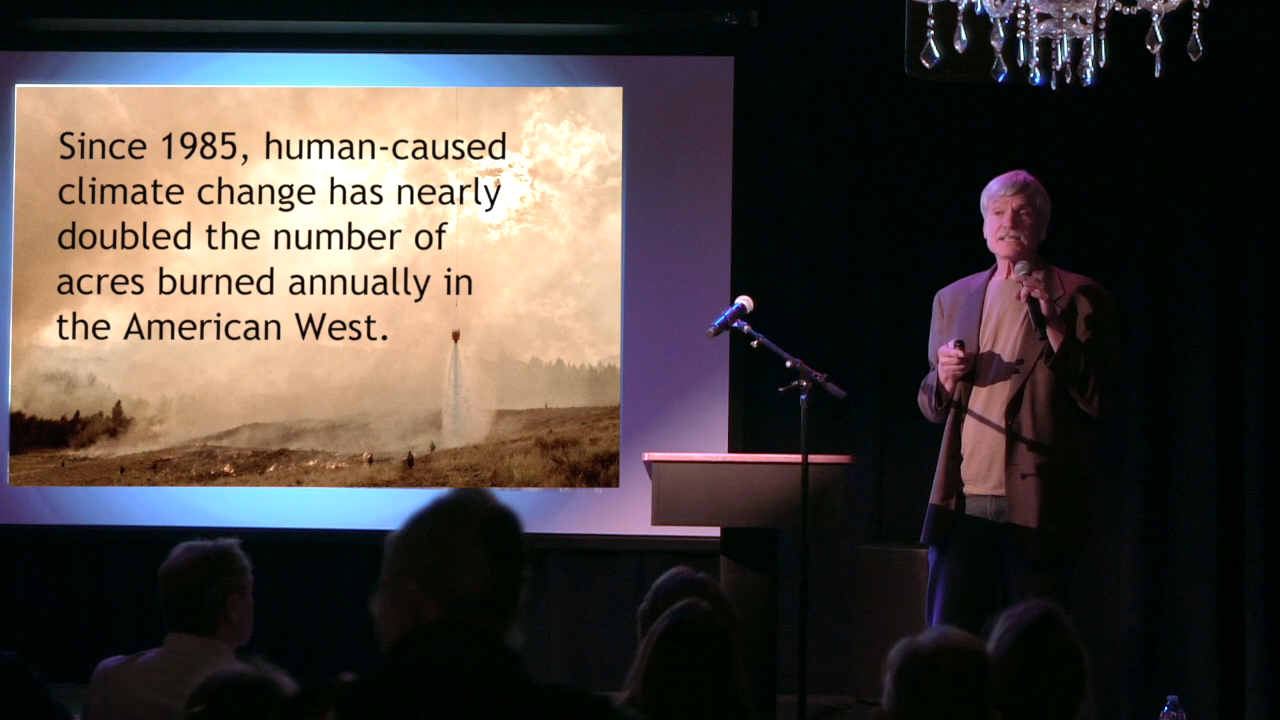 Since 1985, human-caused
climate change has nearly
doubled the number of
acres burned annually in
the American West.